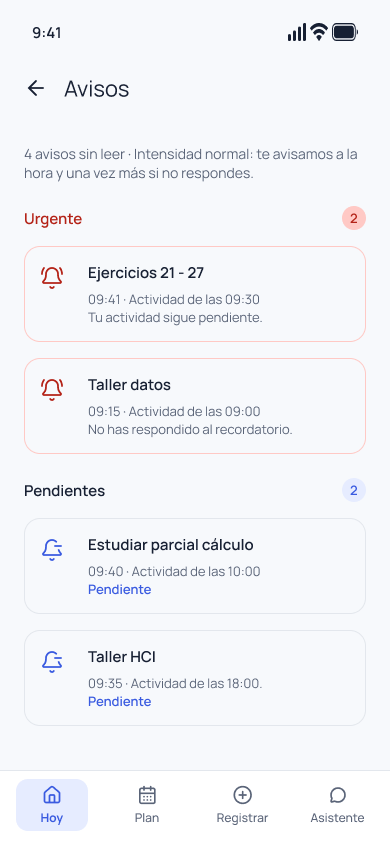 9:41
Avisos
4 avisos sin leer · Intensidad normal: te avisamos a la
hora y una vez más si no respondes.
Urgente
2
Ejercicios 21 - 27
09:41 · Actividad de las 09:30
Tu actividad sigue pendiente.
Taller datos
09:15 · Actividad de las 09:00
No has respondido al recordatorio.
Pendientes
2
Estudiar parcial cálculo
09:40 · Actividad de las 10:00
Pendiente
Taller HCI
09:35 · Actividad de las 18:00.
Pendiente
Hoy
Plan
Registrar
Asistente